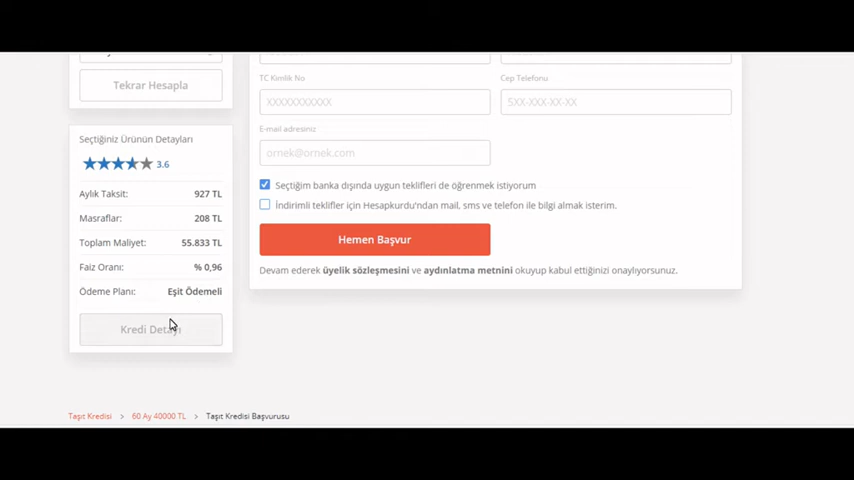 Tekrar Hesapla
Seçtiğiniz Ürünün Detayları
3.6
Aylık Taksit: 927 TL
Masraflar: 208 TL
Toplam Maliyet: 55.833 TL
Faiz Oranı: % 0,96
Ödeme Planı: Eşit Ödemeli
Kredi Detayı
TC Kimlik No
Cep Telefonu
XXXXXXXXXXX
5XX-XXX-XX-XX
E-mail adresiniz
ornek@ornek.com
Seçtiğim banka dışında uygun teklifleri de öğrenmek istiyorum
İndirimli teklifler için Hesapkurdu'ndan mail, sms ve telefon ile bilgi almak isterim.
Hemen Başvur
Devam ederek üyelik sözleşmesini ve aydınlatma metnini okuyup kabul ettiğinizi onaylıyorsunuz.
Taşıt Kredisi > 60 Ay 40000 TL > Taşıt Kredisi Başvurusu